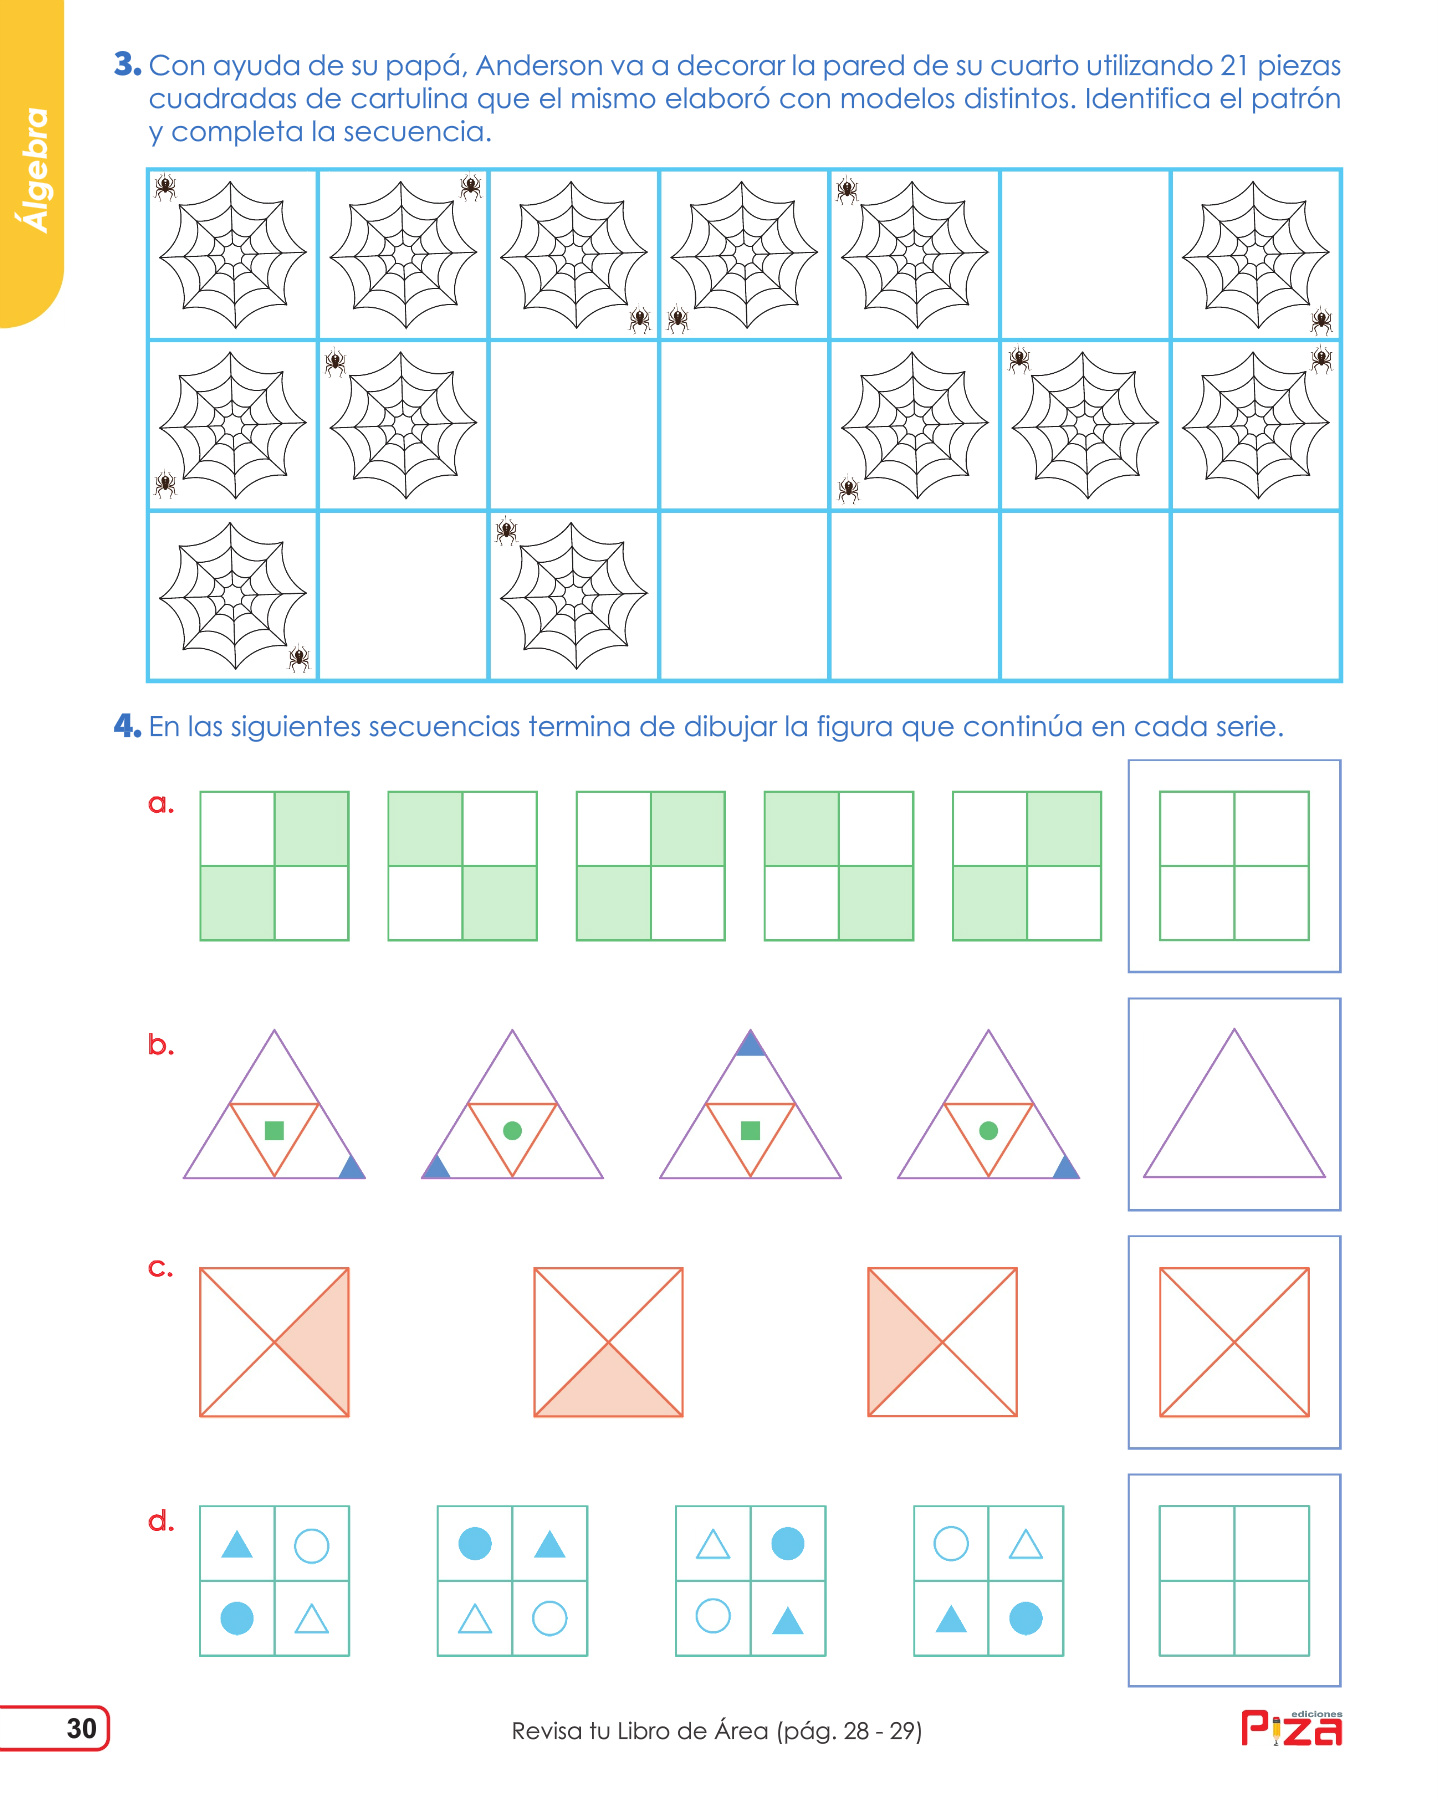 Álgebra
3. Con ayuda de su papá, Anderson va a decorar la pared de su cuarto utilizando 21 piezas
cuadradas de cartulina que el mismo elaboró con modelos distintos. Identifica el patrón
y completa la secuencia.
4. En las siguientes secuencias termina de dibujar la figura que continúa en cada serie.
a.
b.
c.
d.
30
Revisa tu Libro de Área (pág. 28 - 29)
ediciones
Piza